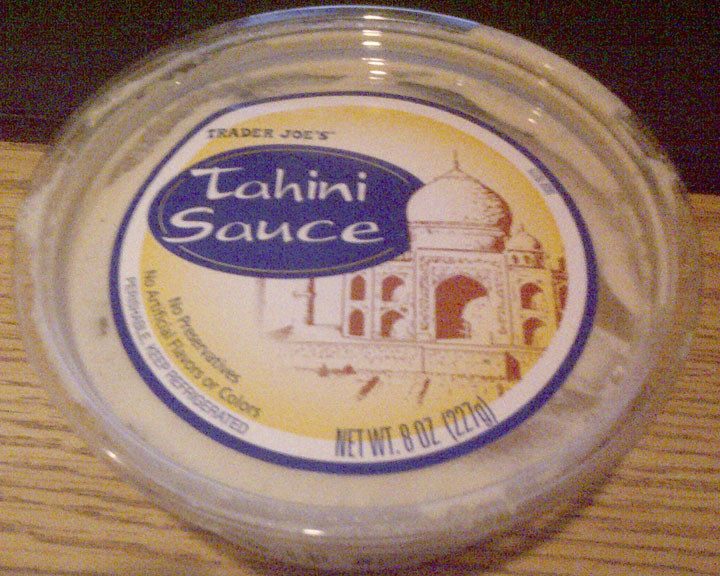 TRADER JOE'S™
Tahini
Sauce
No Preservatives
No Artificial Flavors or Colors
PERISHABLE. KEEP REFRIGERATED
NET WT. 8 OZ (227g)